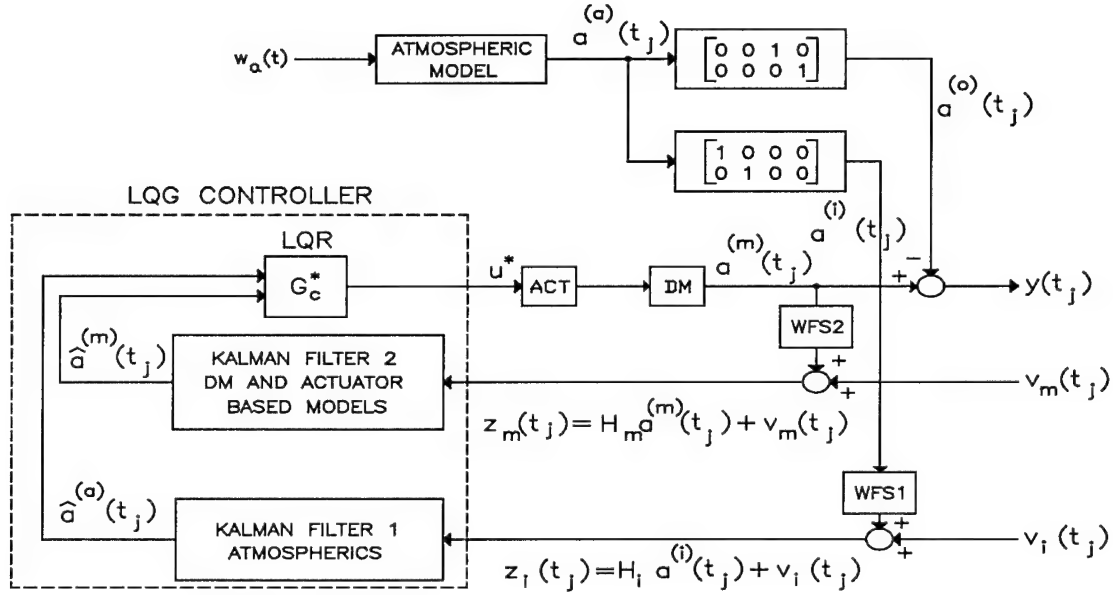 w_a(t)
ATMOSPHERIC
MODEL
a^(a)(t_j)
[0 0 1 0
0 0 0 1]
a^(o)(t_j)
[1 0 0 0
0 1 0 0]
a^(i)(t_j)
LQG CONTROLLER
LQR
G_c^*
u^*
ACT
DM
a^(m)(t_j)
−
+
y(t_j)
WFS2
+
+
v_m(t_j)
â^(m)(t_j)
KALMAN FILTER 2
DM AND ACTUATOR
BASED MODELS
z_m(t_j)=H_m a^(m)(t_j)+v_m(t_j)
WFS1
+
+
v_i(t_j)
â^(a)(t_j)
KALMAN FILTER 1
ATMOSPHERICS
z_i(t_j)=H_i a^(i)(t_j)+v_i(t_j)